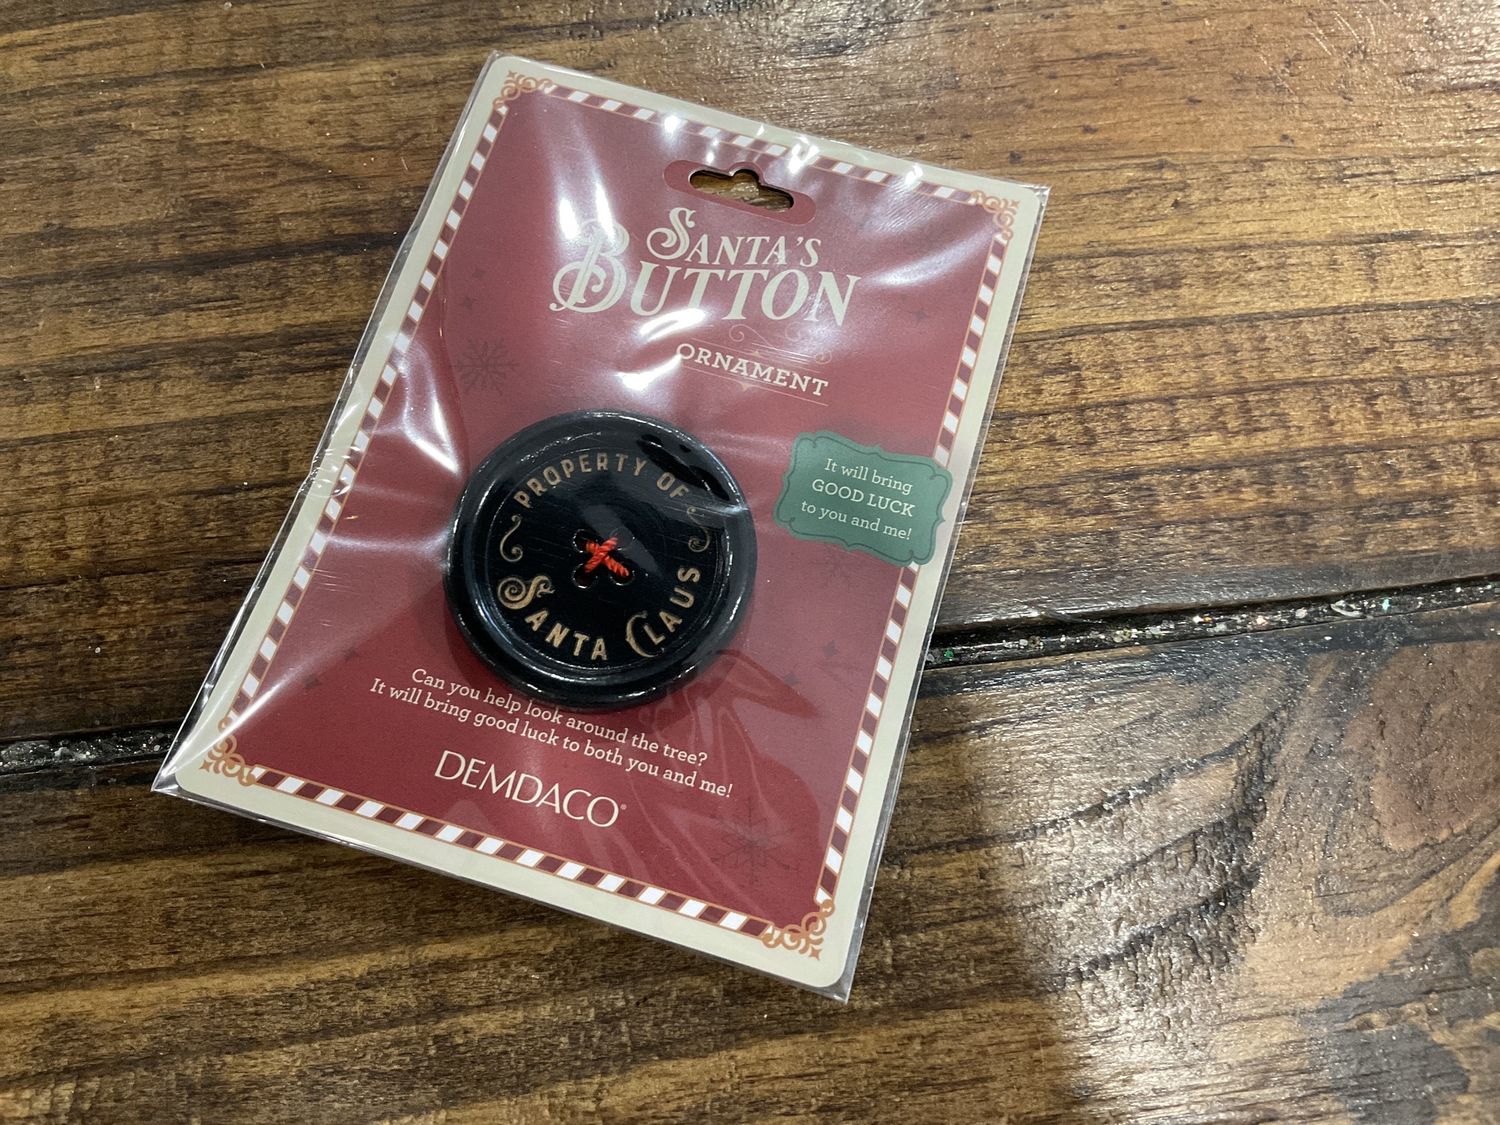 SANTA'S
BUTTON
ORNAMENT
It will bring
GOOD LUCK
to you and me!
PROPERTY OF
SANTA CLAUS
Can you help look around the tree?
It will bring good luck to both you and me!
DEMDACO®